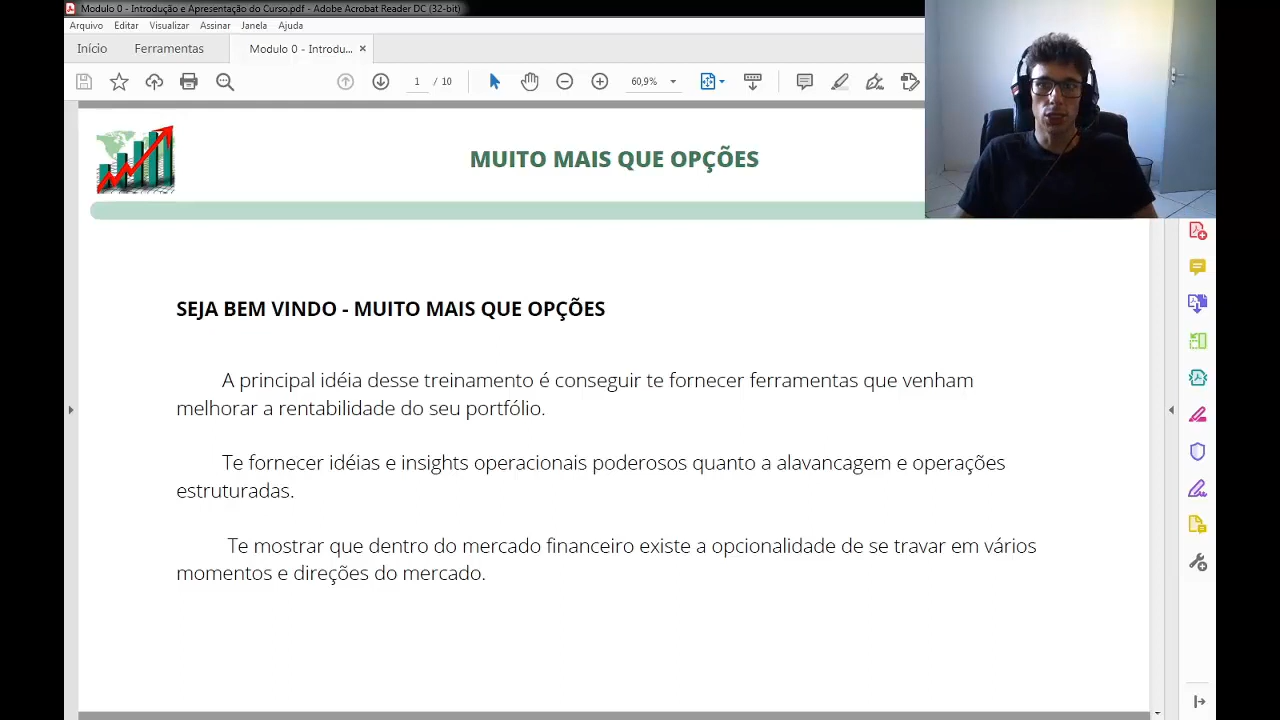 Modulo 0 - Introdução e Apresentação do Curso.pdf - Adobe Acrobat Reader DC (32-bit)
Arquivo Editar Visualizar Assinar Janela Ajuda
Início Ferramentas Modulo 0 - Introdu... ×
1 / 10 60,9%
MUITO MAIS QUE OPÇÕES
SEJA BEM VINDO - MUITO MAIS QUE OPÇÕES
A principal idéia desse treinamento é conseguir te fornecer ferramentas que venham
melhorar a rentabilidade do seu portfólio.
Te fornecer idéias e insights operacionais poderosos quanto a alavancagem e operações
estruturadas.
Te mostrar que dentro do mercado financeiro existe a opcionalidade de se travar em vários
momentos e direções do mercado.